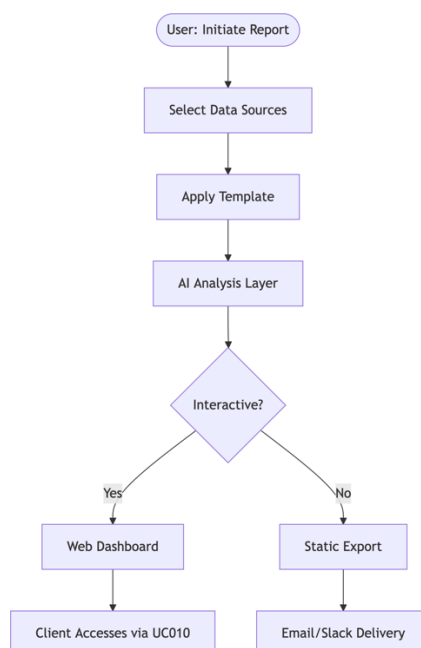 User: Initiate Report
Select Data Sources
Apply Template
AI Analysis Layer
Interactive?
Yes
No
Web Dashboard
Static Export
Client Accesses via UC010
Email/Slack Delivery